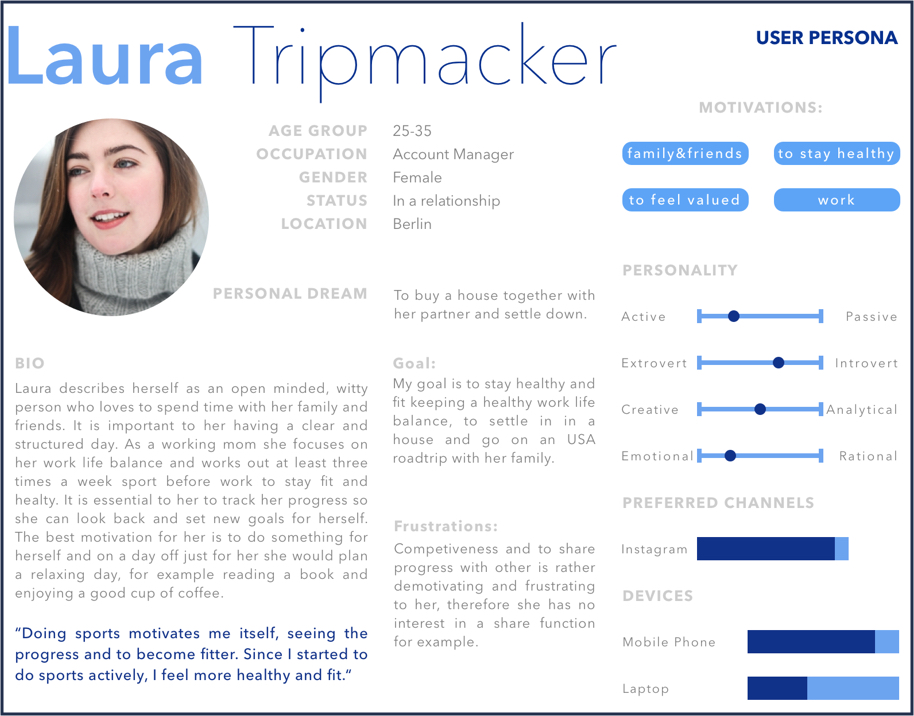 Laura Tripmacker
USER PERSONA
AGE GROUP 25-35
OCCUPATION Account Manager
GENDER Female
STATUS In a relationship
LOCATION Berlin
PERSONAL DREAM
To buy a house together with
her partner and settle down.
BIO
Laura describes herself as an open minded, witty
person who loves to spend time with her family and
friends. It is important to her having a clear and
structured day. As a working mom she focuses on
her work life balance and works out at least three
times a week sport before work to stay fit and
healty. It is essential to her to track her progress so
she can look back and set new goals for herself.
The best motivation for her is to do something for
herself and on a day off just for her she would plan
a relaxing day, for example reading a book and
enjoying a good cup of coffee.
“Doing sports motivates me itself, seeing the
progress and to become fitter. Since I started to
do sports actively, I feel more healthy and fit.“
Goal:
My goal is to stay healthy and
fit keeping a healthy work life
balance, to settle in in a
house and go on an USA
roadtrip with her family.
Frustrations:
Competiveness and to share
progress with other is rather
demotivating and frustrating
to her, therefore she has no
interest in a share function
for example.
MOTIVATIONS:
family&friends
to stay healthy
to feel valued
work
PERSONALITY
Active Passive
Extrovert Introvert
Creative Analytical
Emotional Rational
PREFERRED CHANNELS
Instagram
DEVICES
Mobile Phone
Laptop